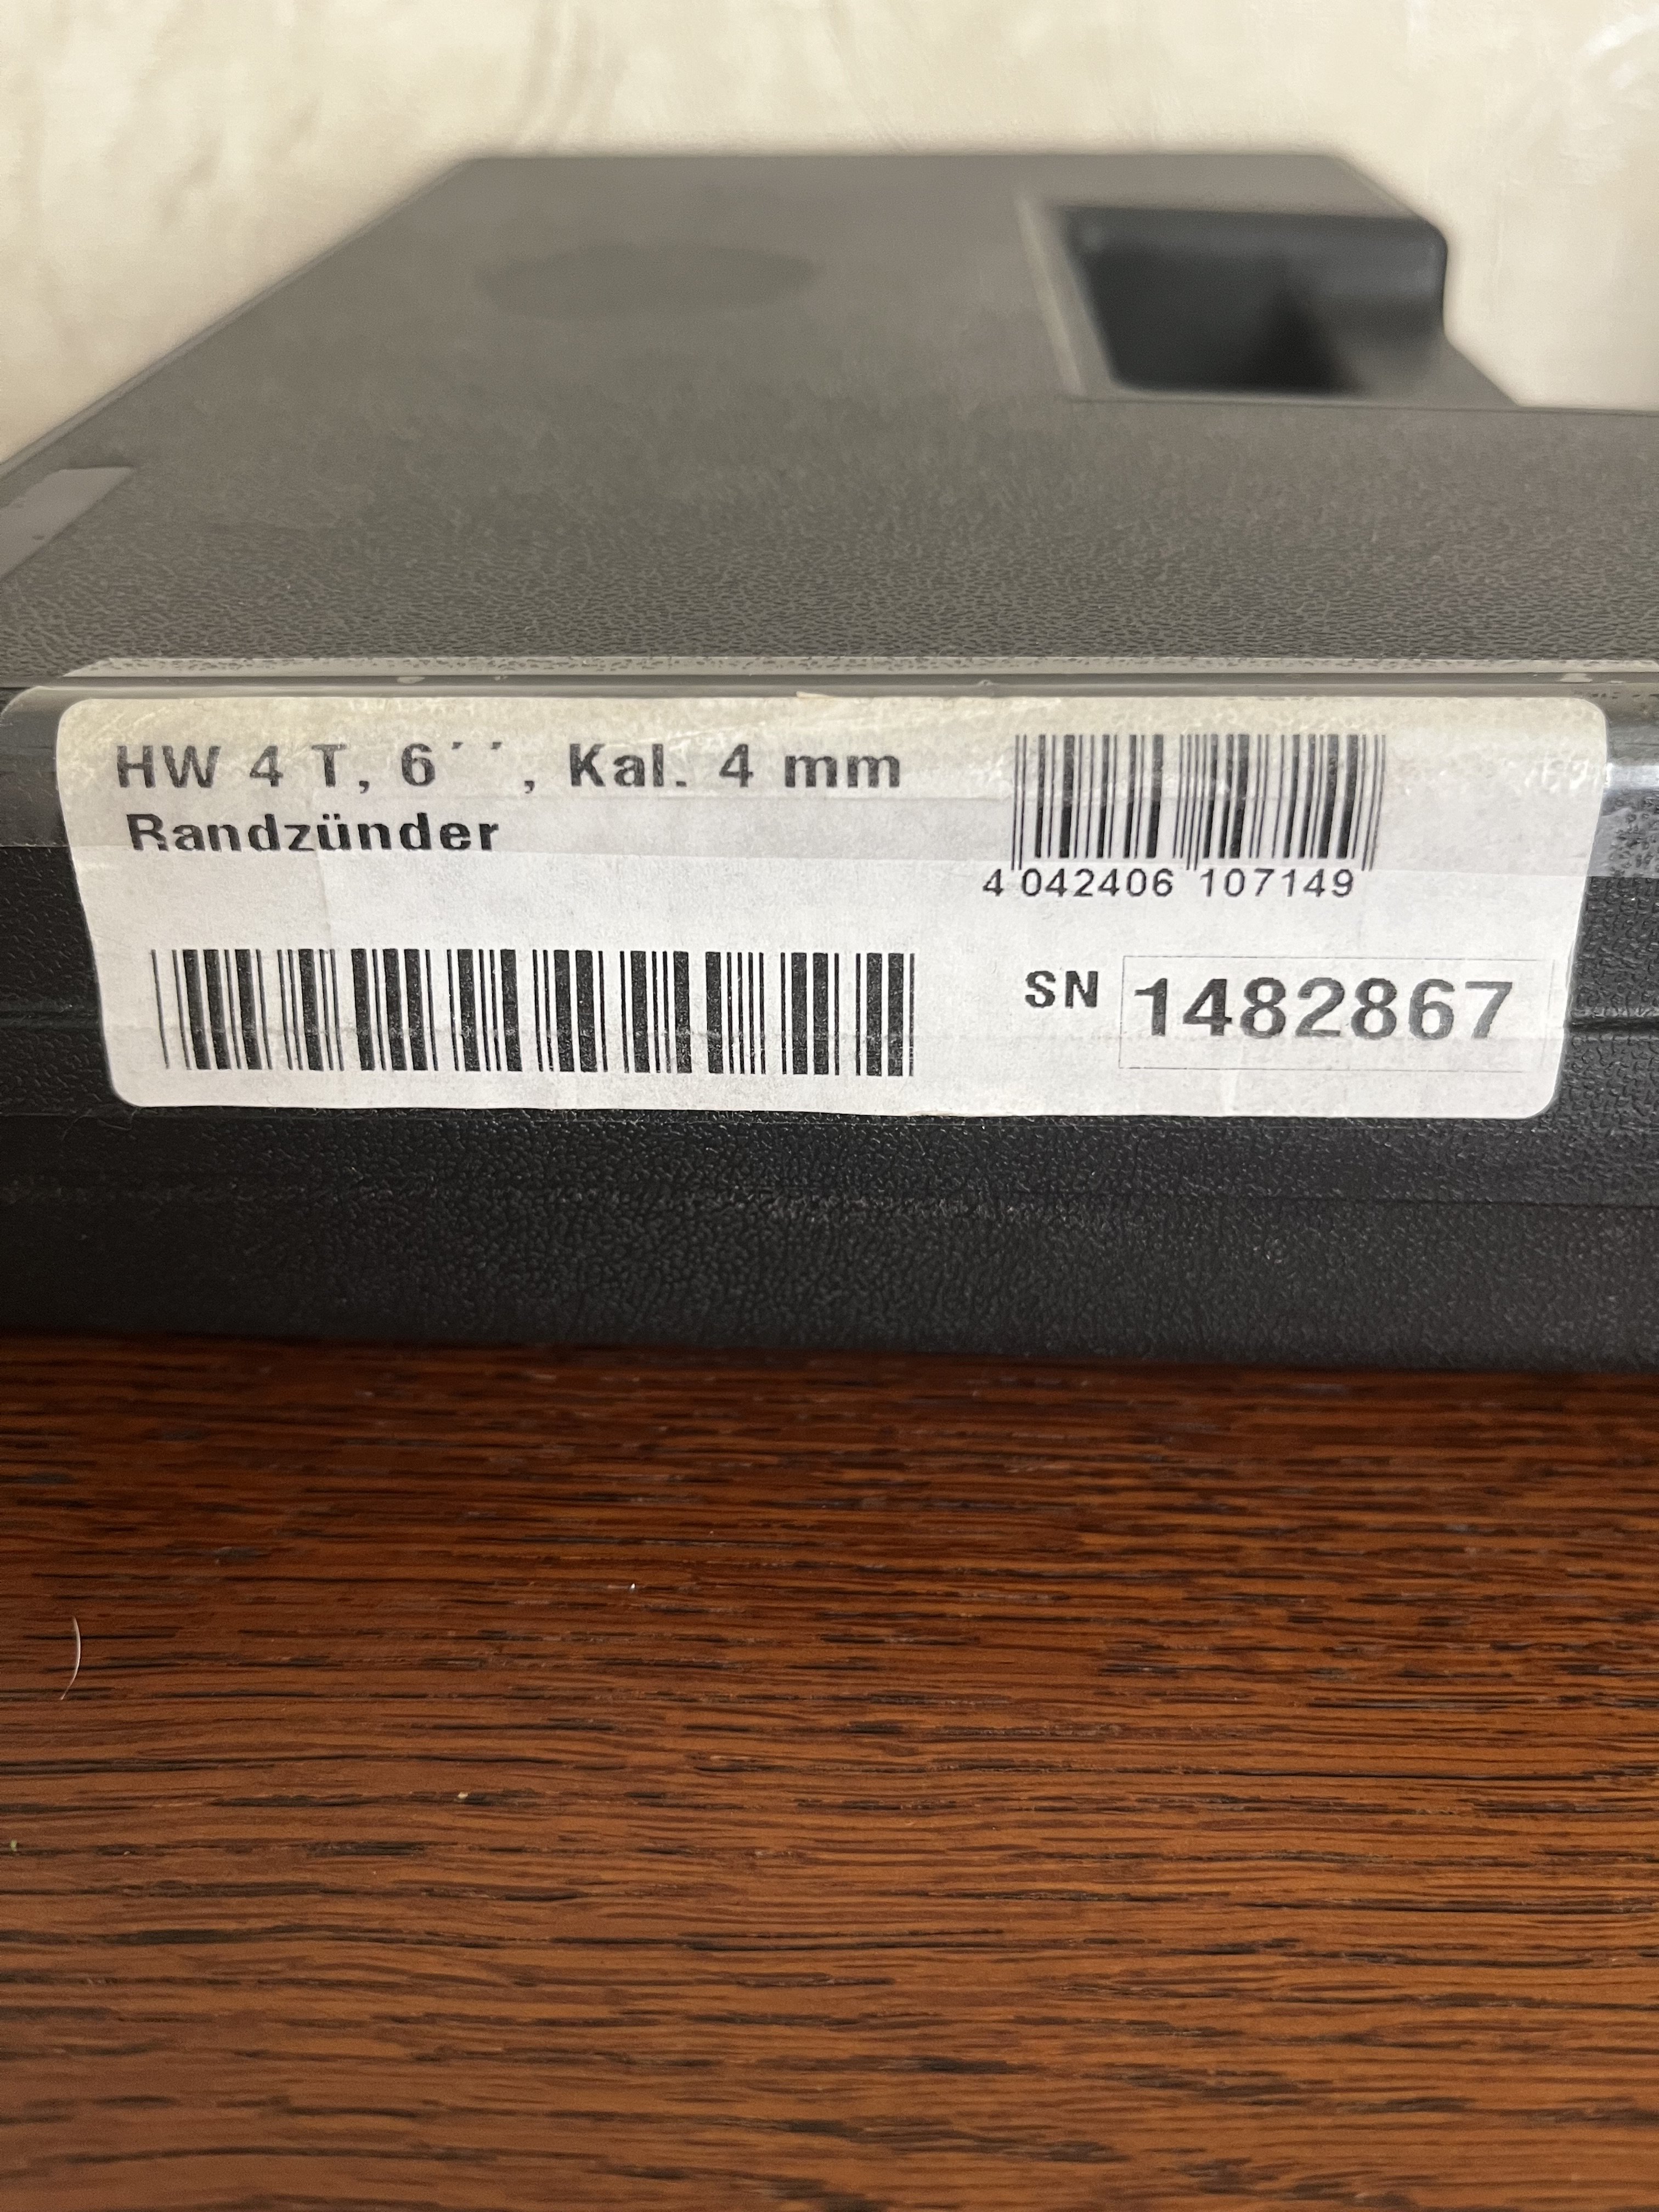 HW 4 T, 6´´, Kal. 4 mm
Randzünder
4 042406 107149
SN 1482867